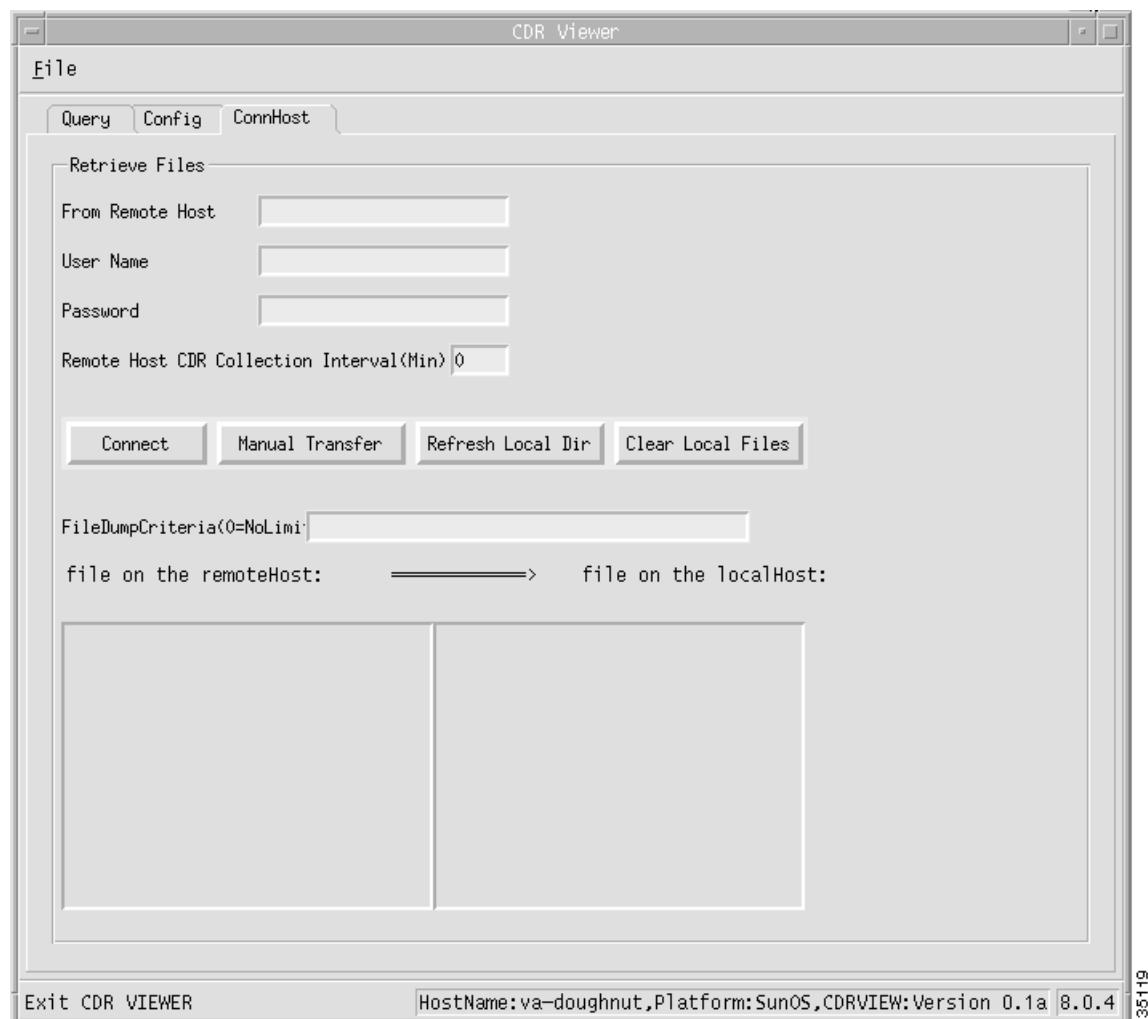 CDR Viewer
File
Query Config ConnHost
Retrieve Files
From Remote Host
User Name
Password
Remote Host CDR Collection Interval(Min) 0
Connect Manual Transfer Refresh Local Dir Clear Local Files
FileDumpCriteria(0=NoLimi
file on the remoteHost: ══════════> file on the localHost:
Exit CDR VIEWER HostName:va-doughnut,Platform:SunOS,CDRVIEW:Version 0.1a 8.0.4
35119